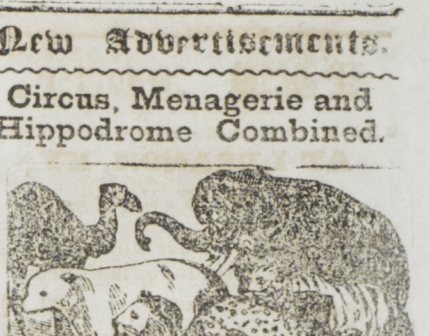 New Advertisements.
Circus, Menagerie and
Hippodrome Combined.